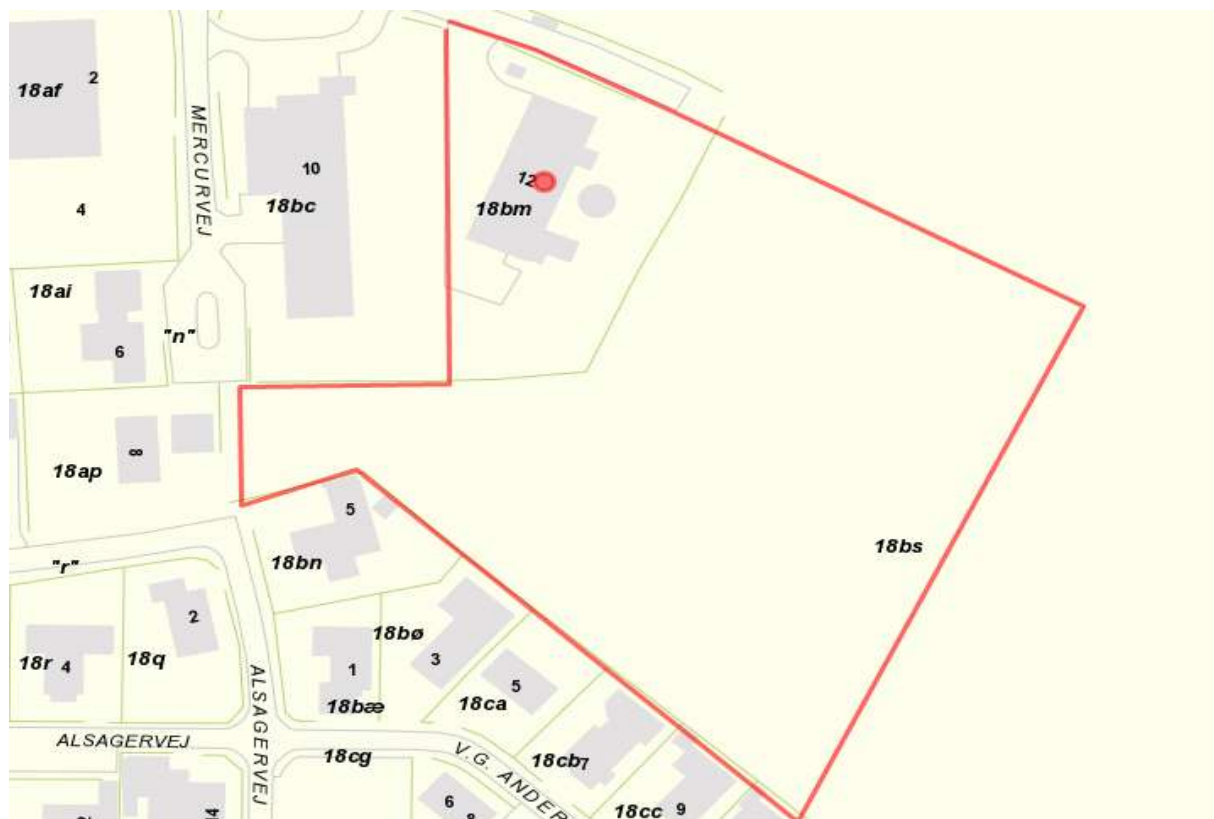 2
18af
MERCURVEJ
10
12
18bm
18bc
4
18ai
"n"
6
8
18ap
5
18bs
18bn
"r"
2
18bø
18r 4
18q
3
1
5
18bæ
18ca
ALSAGERVEJ
ALSAGERVEJ
18cg
V.G. ANDER
18cb 7
6
18cc 9